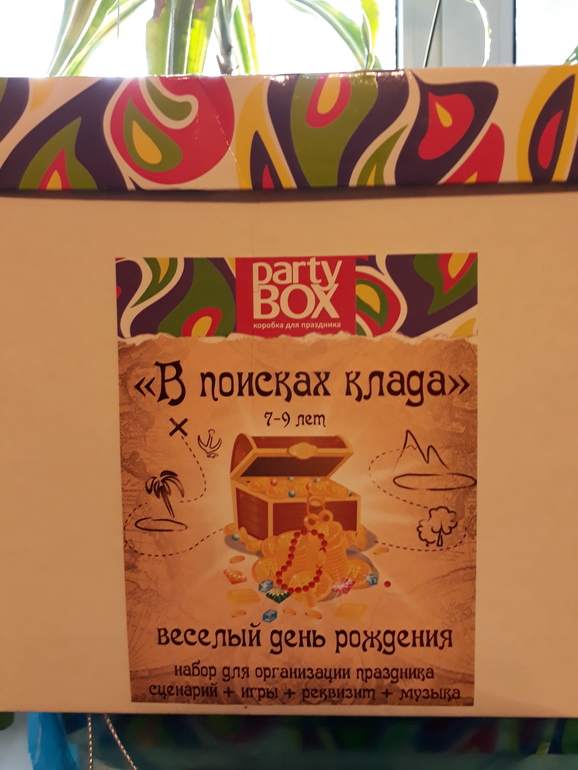 party
BOX
коробка для праздника
«В поисках клада»
7-9 лет
веселый день рождения
набор для организации праздника
сценарий + игры + реквизит + музыка